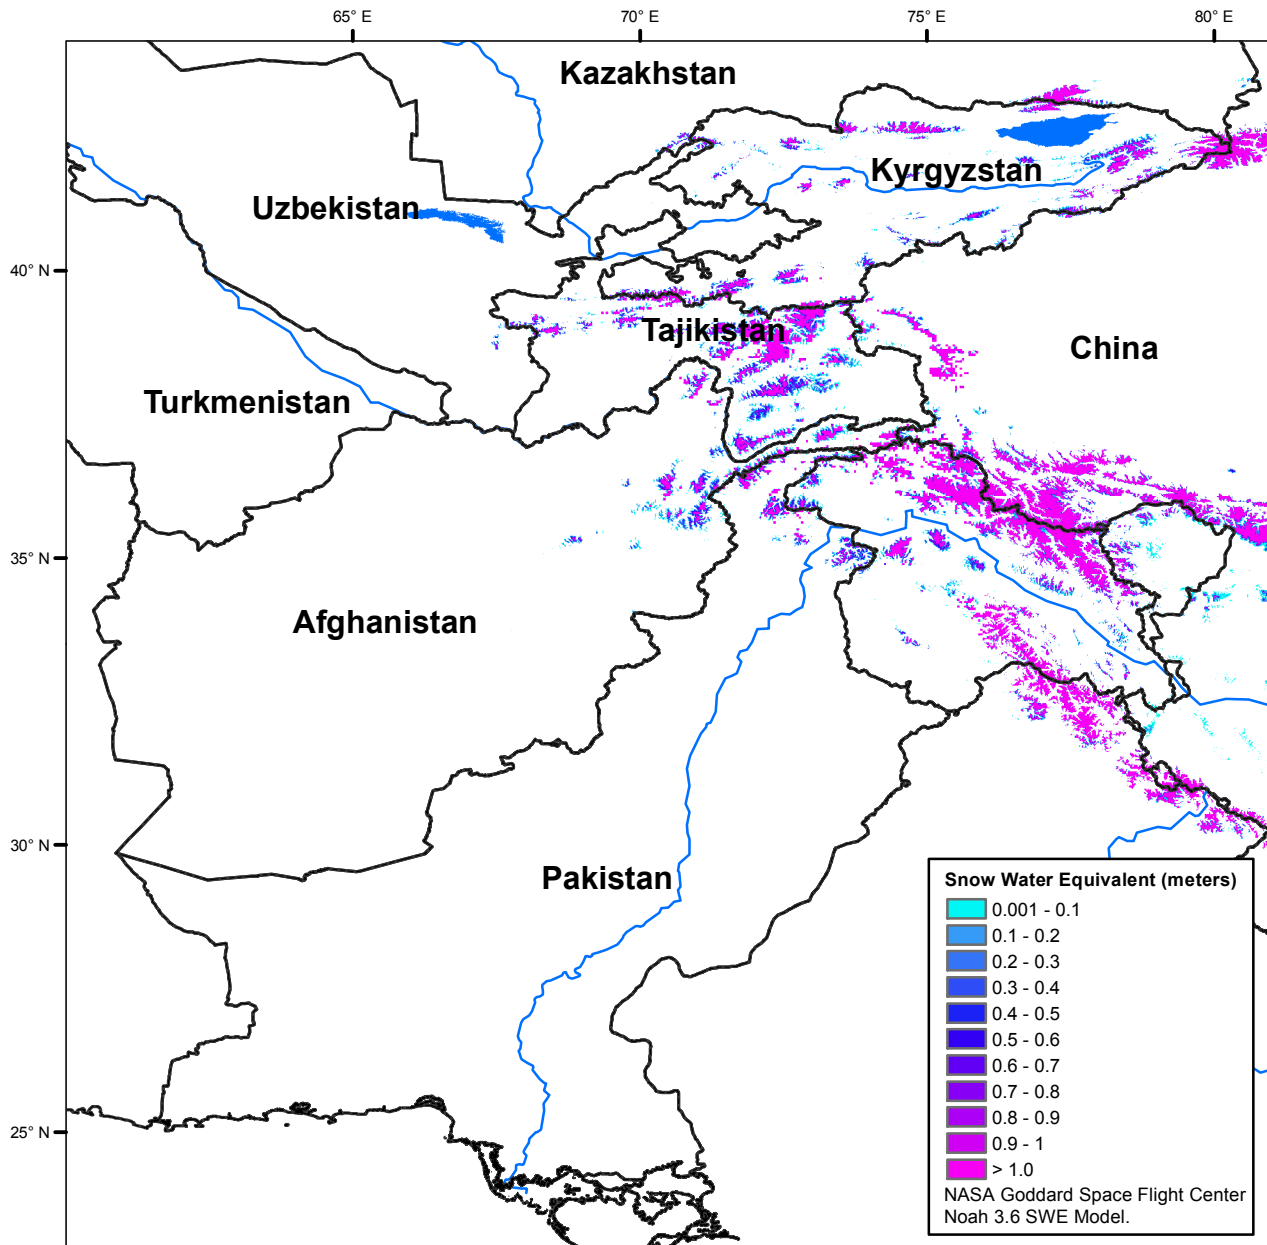 65° E 70° E 75° E 80° E
Kazakhstan
Kyrgyzstan
Uzbekistan
40° N
Tajikistan
China
Turkmenistan
35° N
Afghanistan
30° N
Pakistan
25° N
Snow Water Equivalent (meters)
0.001 - 0.1
0.1 - 0.2
0.2 - 0.3
0.3 - 0.4
0.4 - 0.5
0.5 - 0.6
0.6 - 0.7
0.7 - 0.8
0.8 - 0.9
0.9 - 1
> 1.0
NASA Goddard Space Flight Center
Noah 3.6 SWE Model.